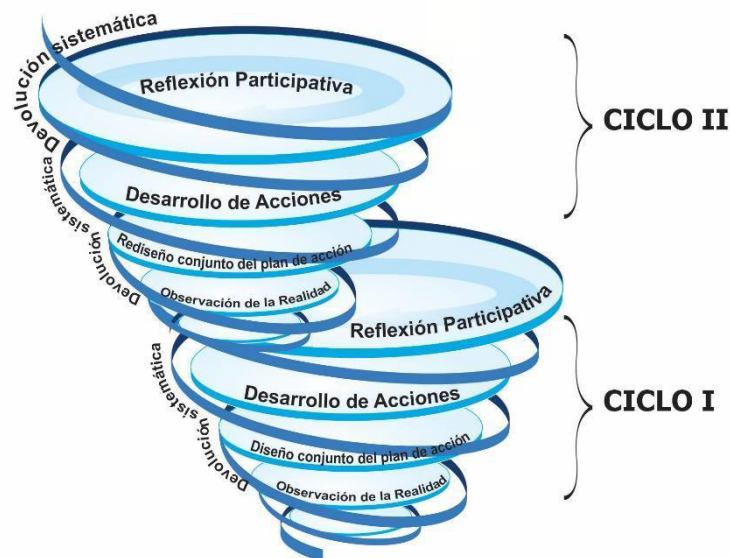 Devolución sistemática
Reflexión Participativa
CICLO II
Desarrollo de Acciones
Devolución sistemática
Rediseño conjunto del plan de acción
Observación de la Realidad
Reflexión Participativa
Desarrollo de Acciones
CICLO I
Devolución sistemática
Diseño conjunto del plan de acción
Observación de la Realidad